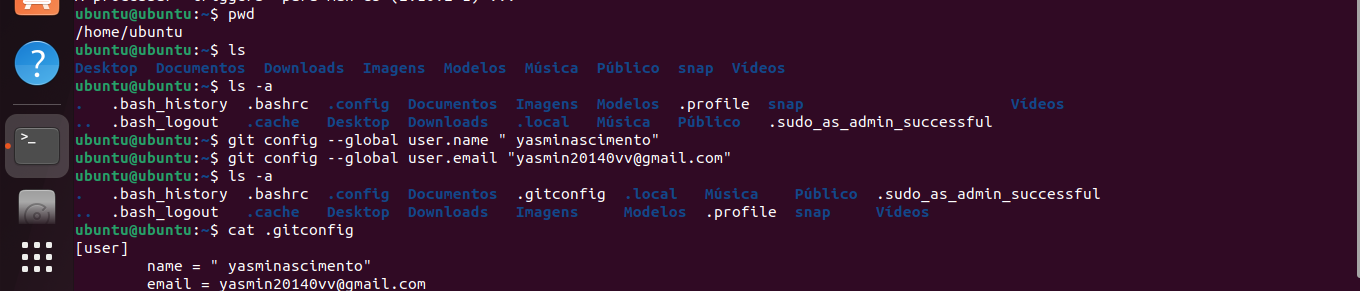 ubuntu@ubuntu:~$ pwd
/home/ubuntu
ubuntu@ubuntu:~$ ls
Desktop Documentos Downloads Imagens Modelos Música Público snap Vídeos
ubuntu@ubuntu:~$ ls -a
. .bash_history .bashrc .config Documentos Imagens Modelos .profile snap Vídeos
.. .bash_logout .cache Desktop Downloads .local Música Público .sudo_as_admin_successful
ubuntu@ubuntu:~$ git config --global user.name " yasminascimento"
ubuntu@ubuntu:~$ git config --global user.email "yasmin20140vv@gmail.com"
ubuntu@ubuntu:~$ ls -a
. .bash_history .bashrc .config Documentos .gitconfig .local Música Público .sudo_as_admin_successful
.. .bash_logout .cache Desktop Downloads Imagens Modelos .profile snap Vídeos
ubuntu@ubuntu:~$ cat .gitconfig
[user]
name = " yasminascimento"
email = yasmin20140vv@gmail.com